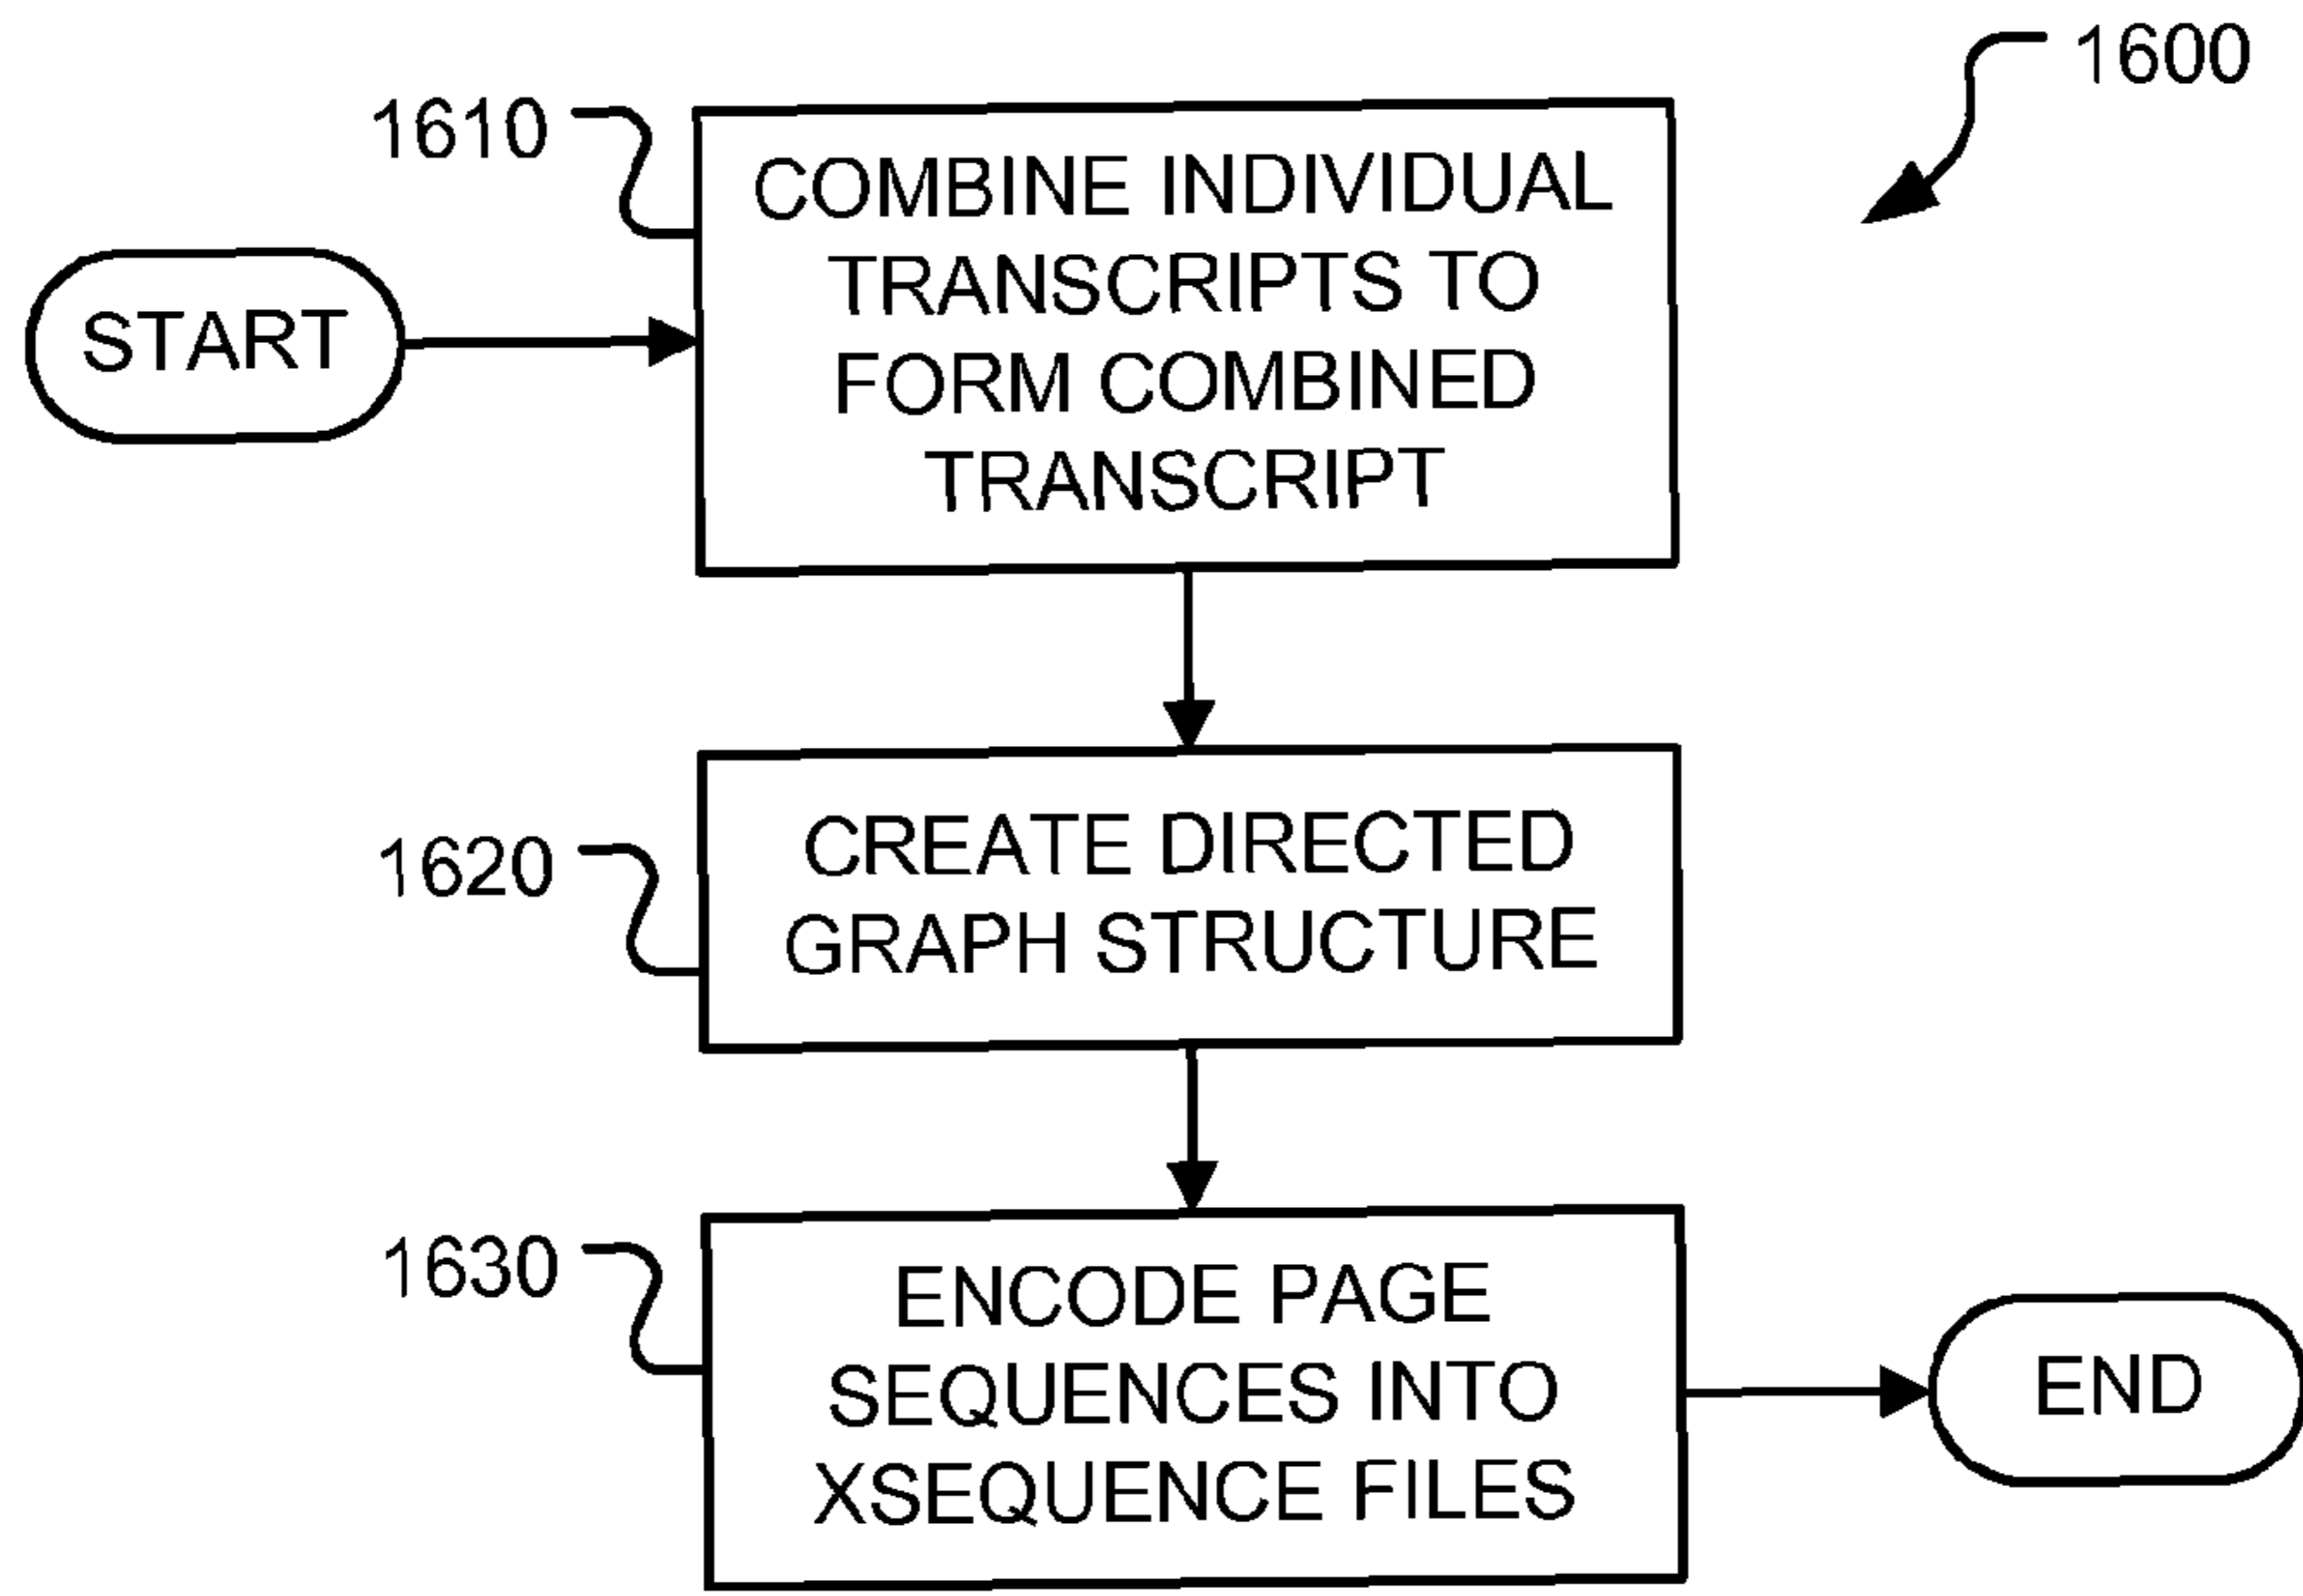 1600
1610
COMBINE INDIVIDUAL
TRANSCRIPTS TO
FORM COMBINED
TRANSCRIPT
START
1620
CREATE DIRECTED
GRAPH STRUCTURE
1630
ENCODE PAGE
SEQUENCES INTO
XSEQUENCE FILES
END